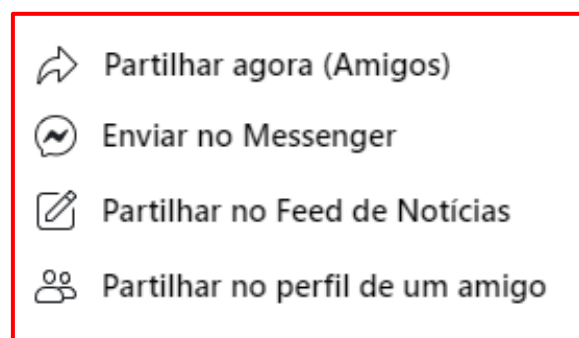 Partilhar agora (Amigos)
Enviar no Messenger
Partilhar no Feed de Notícias
Partilhar no perfil de um amigo